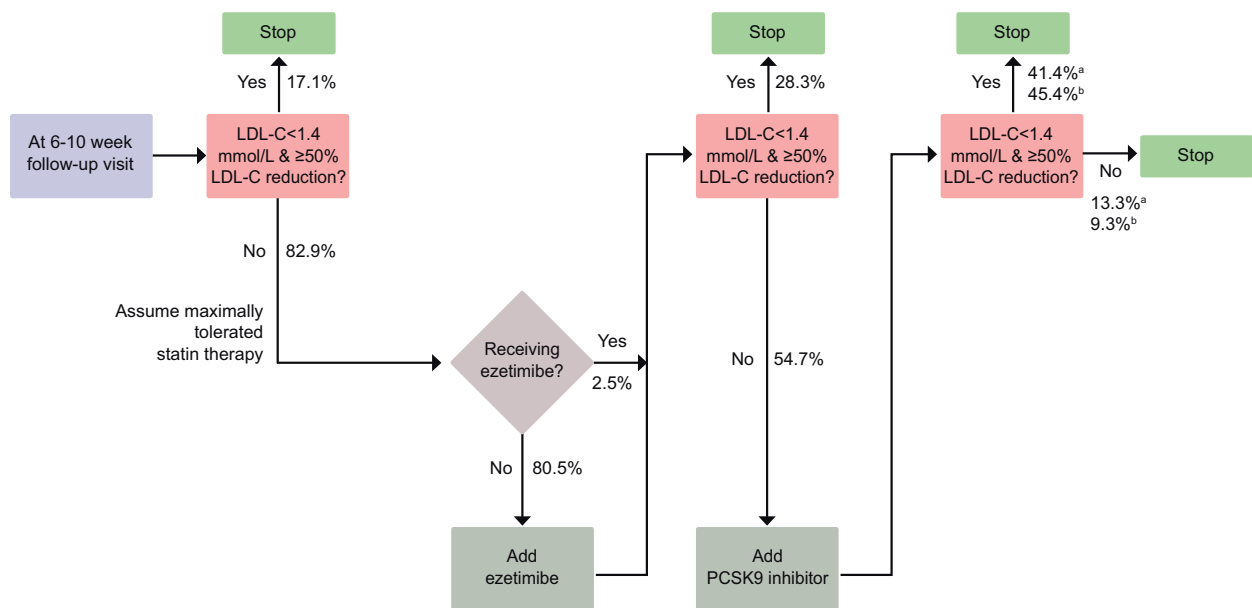 Stop
Yes 17.1%
At 6-10 week
follow-up visit
LDL-C<1.4
mmol/L & ≥50%
LDL-C reduction?
No 82.9%
Assume maximally
tolerated
statin therapy
Receiving
ezetimibe?
Yes
2.5%
No 80.5%
Add
ezetimibe
Stop
Yes 28.3%
LDL-C<1.4
mmol/L & ≥50%
LDL-C reduction?
No 54.7%
Add
PCSK9 inhibitor
Stop
Yes 41.4%ᵃ
45.4%ᵇ
LDL-C<1.4
mmol/L & ≥50%
LDL-C reduction?
No
13.3%ᵃ
9.3%ᵇ
Stop